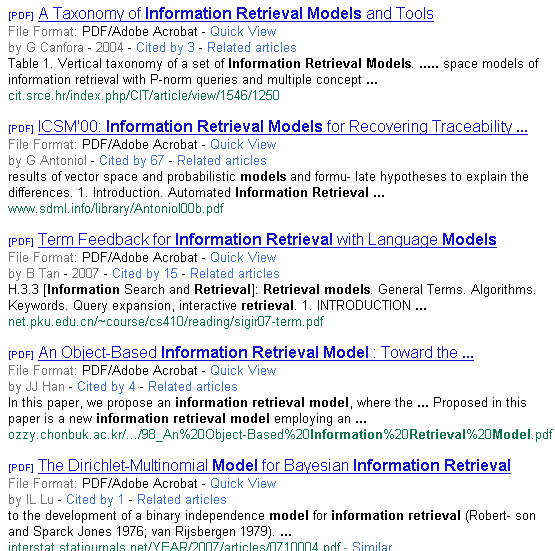 [PDF] A Taxonomy of Information Retrieval Models and Tools
File Format: PDF/Adobe Acrobat - Quick View
by G Canfora - 2004 - Cited by 3 - Related articles
Table 1. Vertical taxonomy of a set of Information Retrieval Models. ..... space models of
information retrieval with P-norm queries and multiple concept ...
cit.srce.hr/index.php/CIT/article/view/1546/1250
[PDF] ICSM'00: Information Retrieval Models for Recovering Traceability ...
File Format: PDF/Adobe Acrobat - Quick View
by G Antoniol - Cited by 67 - Related articles
results of vector space and probabilistic models and formu- late hypotheses to explain the
differences. 1. Introduction. Automated Information Retrieval ...
www.sdml.info/library/Antoniol00b.pdf
[PDF] Term Feedback for Information Retrieval with Language Models
File Format: PDF/Adobe Acrobat - Quick View
by B Tan - 2007 - Cited by 15 - Related articles
H.3.3 [Information Search and Retrieval]: Retrieval models. General Terms. Algorithms.
Keywords. Query expansion, interactive retrieval. 1. INTRODUCTION ...
net.pku.edu.cn/~course/cs410/reading/sigir07-term.pdf
[PDF] An Object-Based Information Retrieval Model : Toward the ...
File Format: PDF/Adobe Acrobat - Quick View
by JJ Han - Cited by 4 - Related articles
In this paper, we propose an information retrieval model, where the ... Proposed in this
paper is a new information retrieval model employing an ...
ozzy.chonbuk.ac.kr/.../98_An%20Object-Based%20Information%20Retrieval%20Model.pdf
[PDF] The Dirichlet-Multinomial Model for Bayesian Information Retrieval
File Format: PDF/Adobe Acrobat - Quick View
by IL Lu - Cited by 1 - Related articles
to the development of a binary independence model for information retrieval (Robert- son
and Sparck Jones 1976; van Rijsbergen 1979). ...
interstat.statjournals.net/YEAR/2007/articles/0710004.pdf - Similar